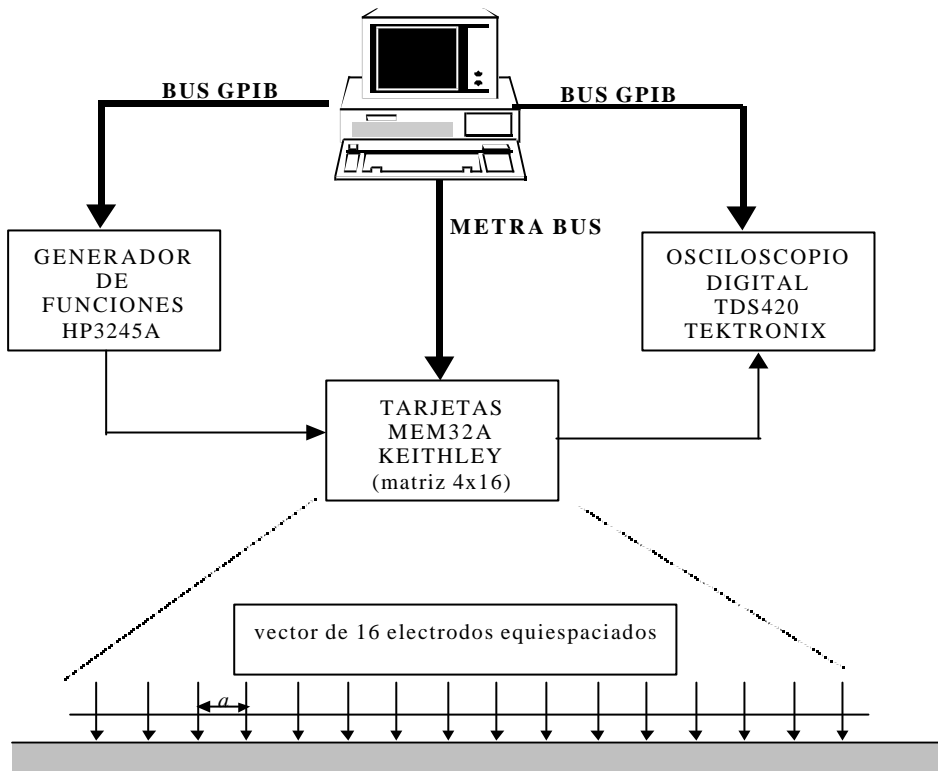 BUS GPIB
BUS GPIB
METRA BUS
GENERADOR
DE
FUNCIONES
HP3245A
OSCILOSCOPIO
DIGITAL
TDS420
TEKTRONIX
TARJETAS
MEM32A
KEITHLEY
(matriz 4x16)
vector de 16 electrodos equiespaciados
a